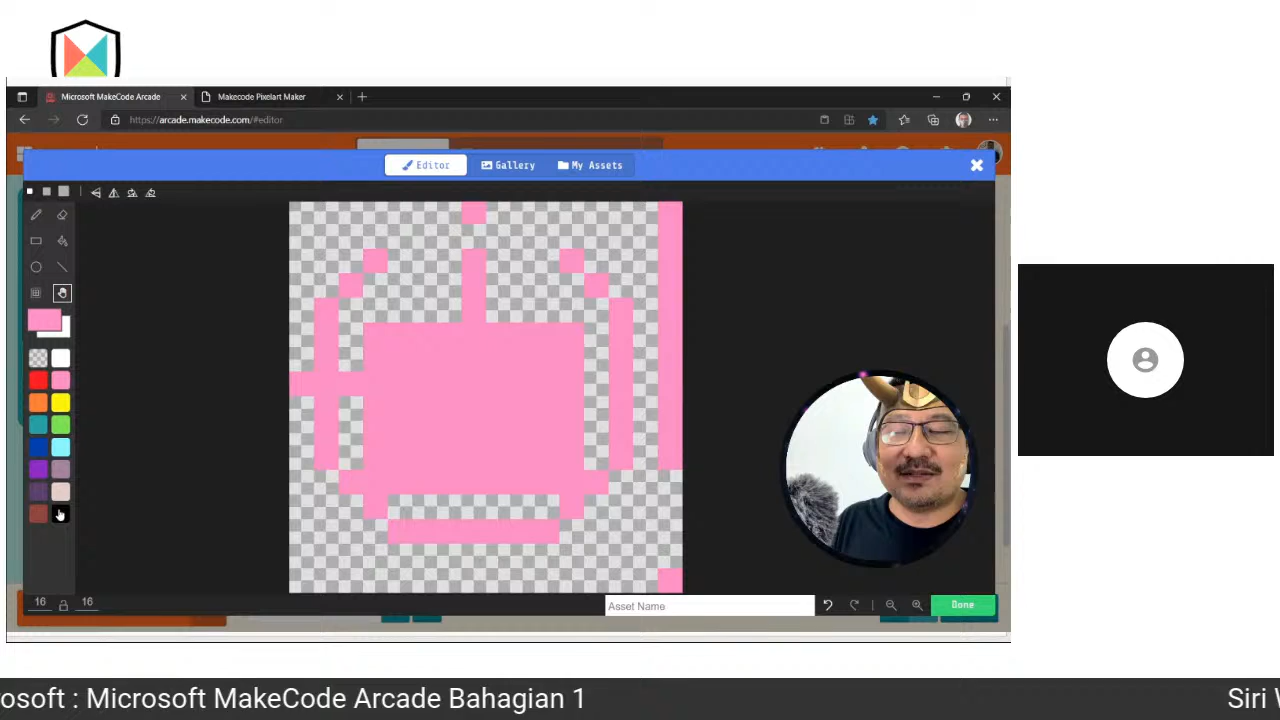 Microsoft MakeCode Arcade
Makecode Pixelart Maker
https://arcade.makecode.com/#editor
Editor
Gallery
My Assets
16
16
Asset Name
Done
rosoft : Microsoft MakeCode Arcade Bahagian 1
Siri W